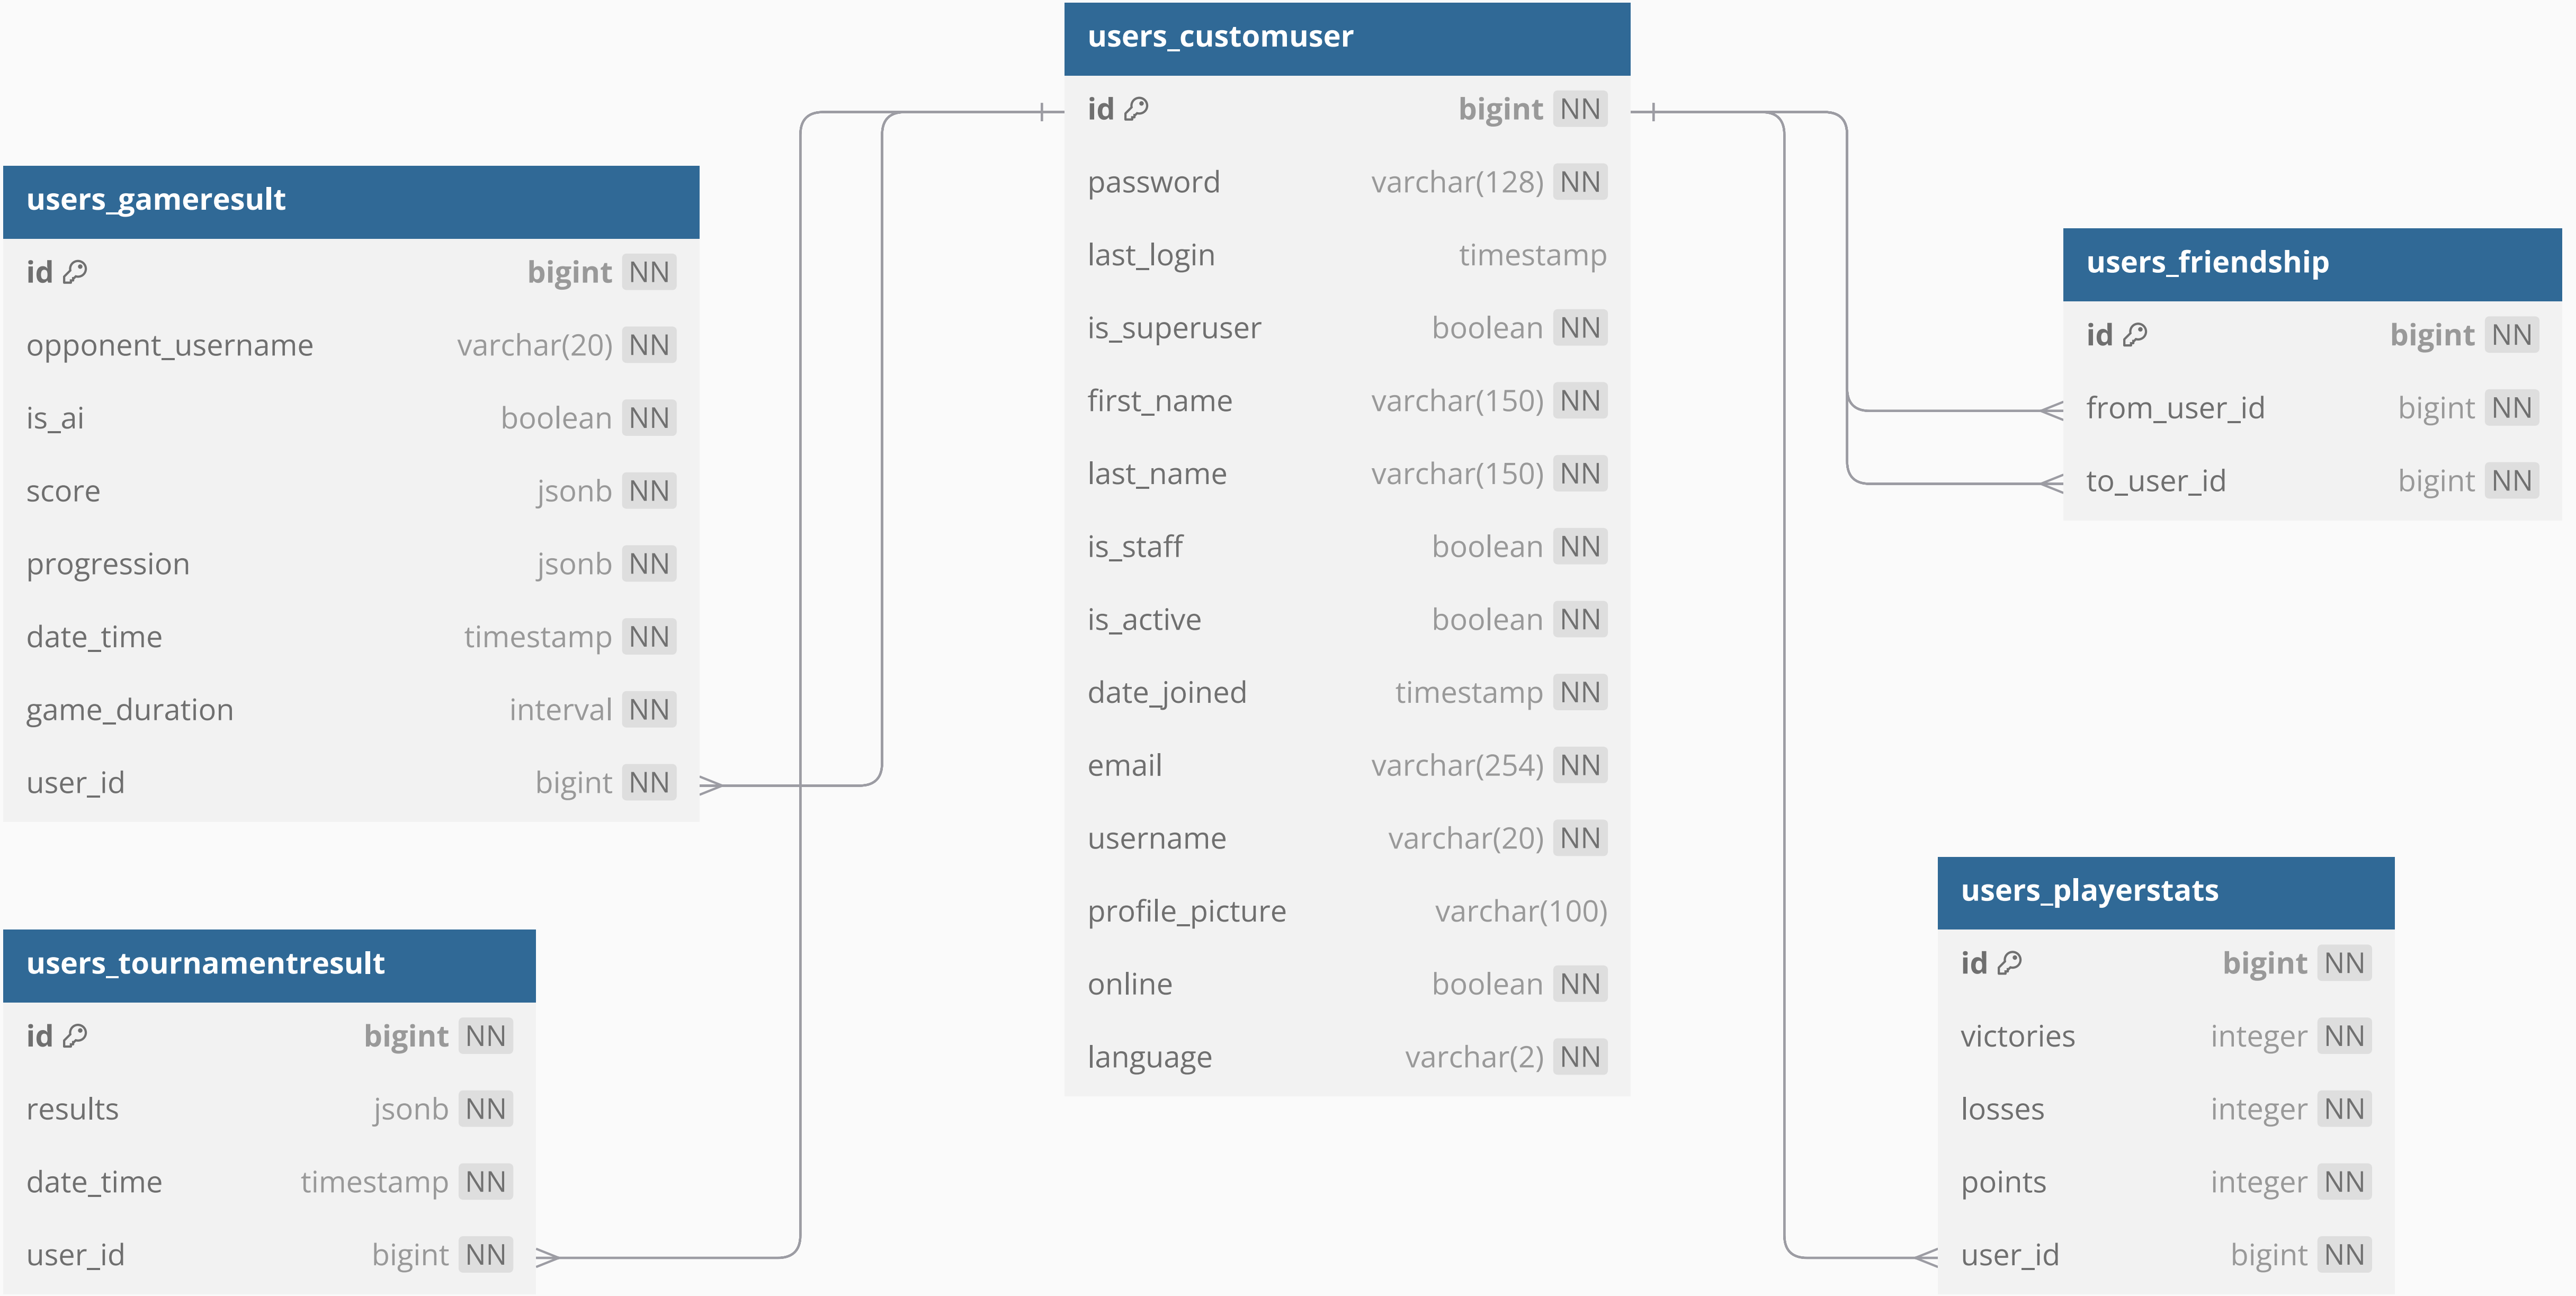 users_customuser
id bigint NN
password varchar(128) NN
last_login timestamp
is_superuser boolean NN
first_name varchar(150) NN
last_name varchar(150) NN
is_staff boolean NN
is_active boolean NN
date_joined timestamp NN
email varchar(254) NN
username varchar(20) NN
profile_picture varchar(100)
online boolean NN
language varchar(2) NN
users_gameresult
id bigint NN
opponent_username varchar(20) NN
is_ai boolean NN
score jsonb NN
progression jsonb NN
date_time timestamp NN
game_duration interval NN
user_id bigint NN
users_friendship
id bigint NN
from_user_id bigint NN
to_user_id bigint NN
users_tournamentresult
id bigint NN
results jsonb NN
date_time timestamp NN
user_id bigint NN
users_playerstats
id bigint NN
victories integer NN
losses integer NN
points integer NN
user_id bigint NN